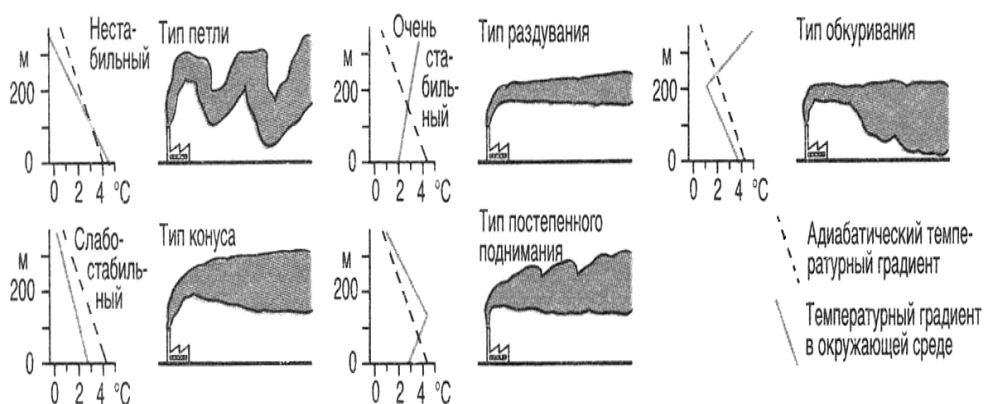 Неста-
бильный
Тип петли
м
200
0
0 2 4 °C
Очень
ста-
биль-
ный
Тип раздувания
м
200
0
0 2 4 °C
Тип обкуривания
м
200
0
0 2 4 °C
Слабо-
стабиль-
ный
Тип конуса
м
200
0
0 2 4 °C
Тип постепенного
поднимания
м
200
0
0 2 4 °C
Адиабатический темпе-
ратурный градиент
Температурный градиент
в окружающей среде